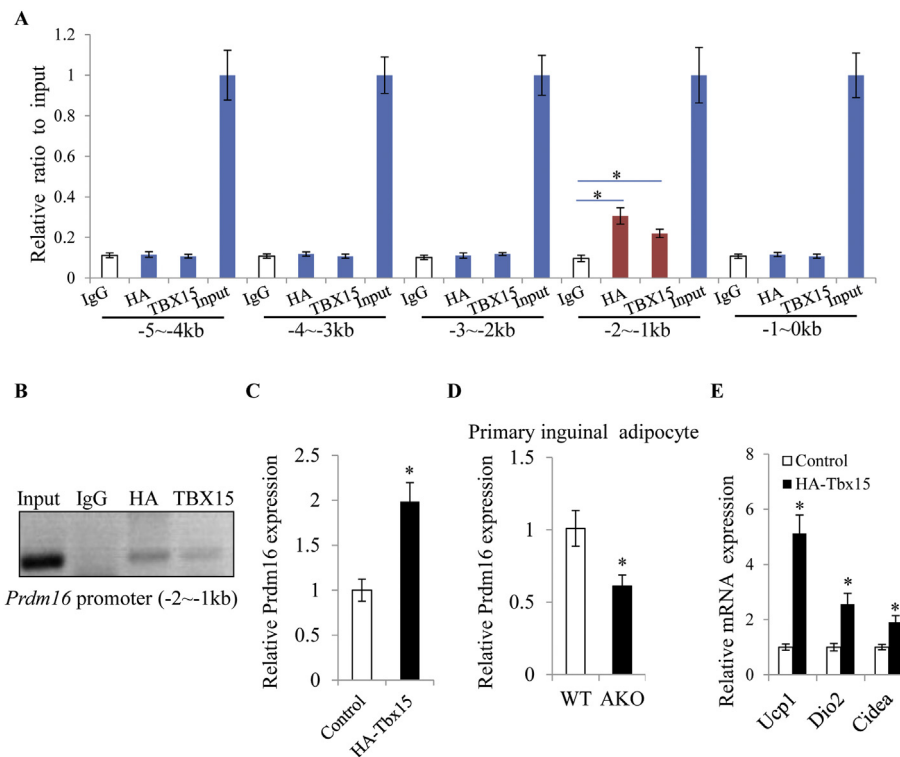 A
Relative ratio to input
1.2
1
0.8
0.6
0.4
0.2
0
* *
IgG HA TBX15 Input IgG HA TBX15 Input IgG HA TBX15 Input IgG HA TBX15 Input IgG HA TBX15 Input
-5~-4kb -4~-3kb -3~-2kb -2~-1kb -1~0kb
B
Input IgG HA TBX15
Prdm16 promoter (-2~-1kb)
C
Relative Prdm16 expression
2.5
2
1.5
1
0.5
0
*
Control HA-Tbx15
D
Primary inguinal adipocyte
Relative Prdm16 expression
1.5
1
0.5
0
*
WT AKO
E
Relative mRNA expression
8
6
4
2
0
Control
HA-Tbx15
* * *
Ucp1 Dio2 Cidea